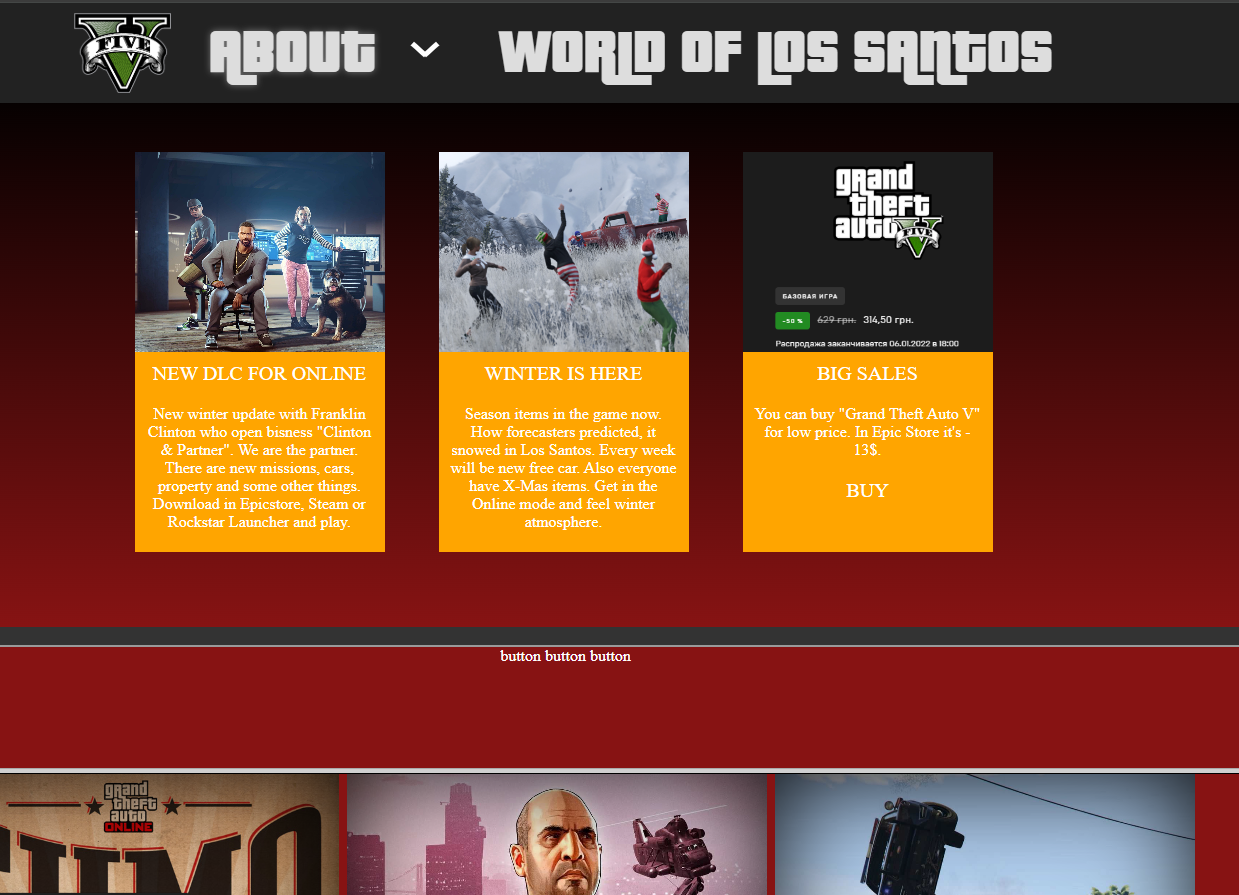 FIVE
ABOUT
WORLD OF LOS SANTOS
grand
theft
auto
FIVE
БАЗОВАЯ ИГРА
-50 %
629 грн. 314,50 грн.
Распродажа заканчивается 06.01.2022 в 18:00
NEW DLC FOR ONLINE
New winter update with Franklin
Clinton who open bisness "Clinton
& Partner". We are the partner.
There are new missions, cars,
property and some other things.
Download in Epicstore, Steam or
Rockstar Launcher and play.
WINTER IS HERE
Season items in the game now.
How forecasters predicted, it
snowed in Los Santos. Every week
will be new free car. Also everyone
have X-Mas items. Get in the
Online mode and feel winter
atmosphere.
BIG SALES
You can buy "Grand Theft Auto V"
for low price. In Epic Store it's -
13$.
BUY
button button button
grand
theft
auto
ONLINE